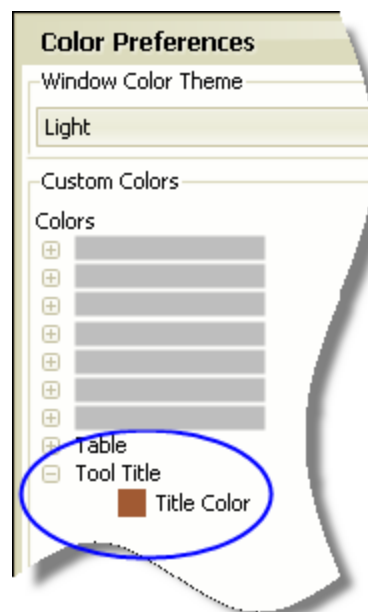 Color Preferences
Window Color Theme
Light
Custom Colors
Colors
Table
Tool Title
Title Color